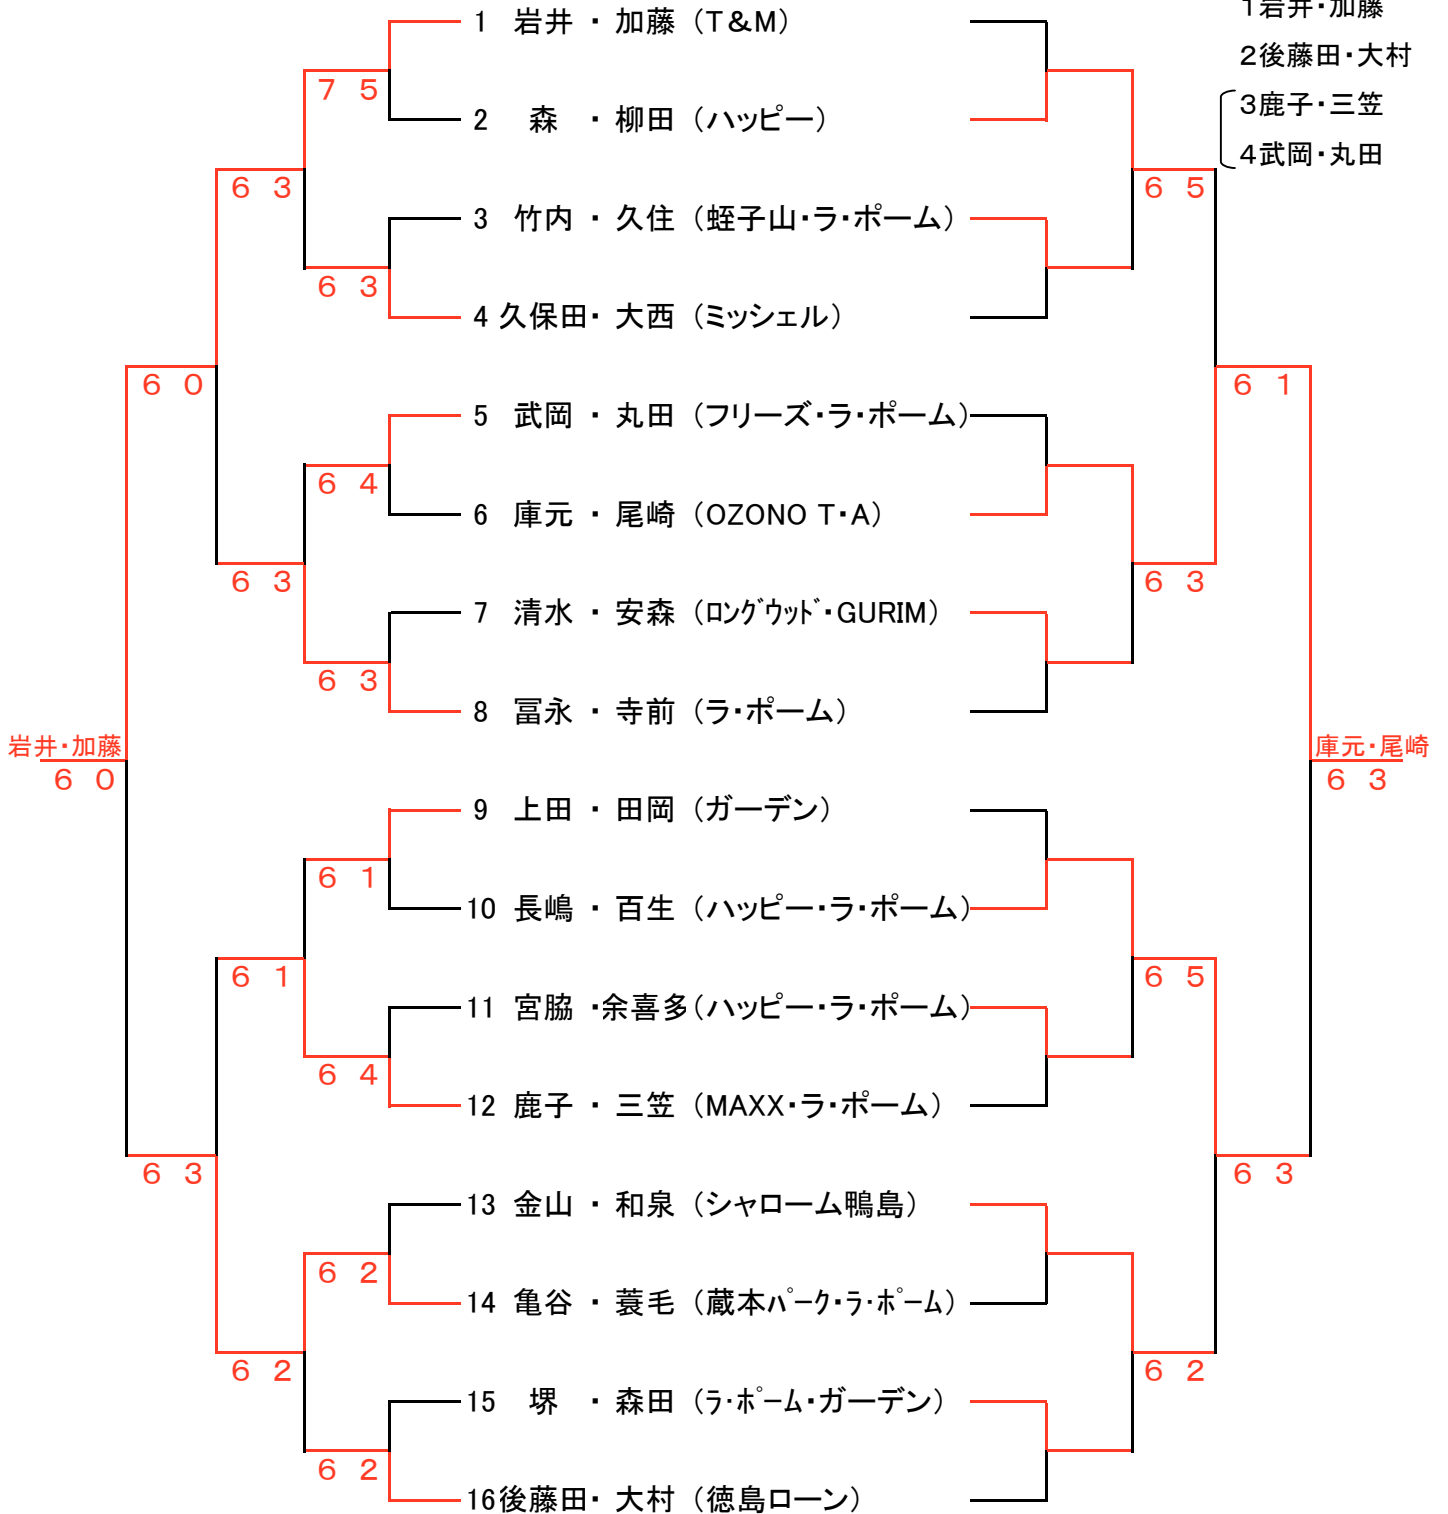 1岩井・加藤
1 岩井 ・ 加藤 (T&M)
2後藤田・大村
7 5
3鹿子・三笠
2 森 ・ 柳田 (ハッピー)
4武岡・丸田
6 3
6 5
3 竹内 ・ 久住 (蛭子山・ラ・ポーム)
6 3
4 久保田・ 大西 (ミッシェル)
6 0
6 1
5 武岡 ・ 丸田 (フリーズ・ラ・ポーム)
6 4
6 庫元 ・ 尾崎 (OZONO T・A)
6 3
6 3
7 清水 ・ 安森 (ロングウッド・GURIM)
6 3
8 冨永 ・ 寺前 (ラ・ポーム)
岩井・加藤
庫元・尾崎
6 0
6 3
9 上田 ・ 田岡 (ガーデン)
6 1
10 長嶋 ・ 百生 (ハッピー・ラ・ポーム)
6 1
6 5
11 宮脇 ・余喜多(ハッピー・ラ・ポーム)
6 4
12 鹿子 ・ 三笠 (MAXX・ラ・ポーム)
6 3
6 3
13 金山 ・ 和泉 (シャローム鴨島)
6 2
14 亀谷 ・ 蓑毛 (蔵本パーク・ラ・ポーム)
6 2
6 2
15 堺 ・ 森田 (ラ・ポーム・ガーデン)
6 2
16後藤田・ 大村 (徳島ローン)